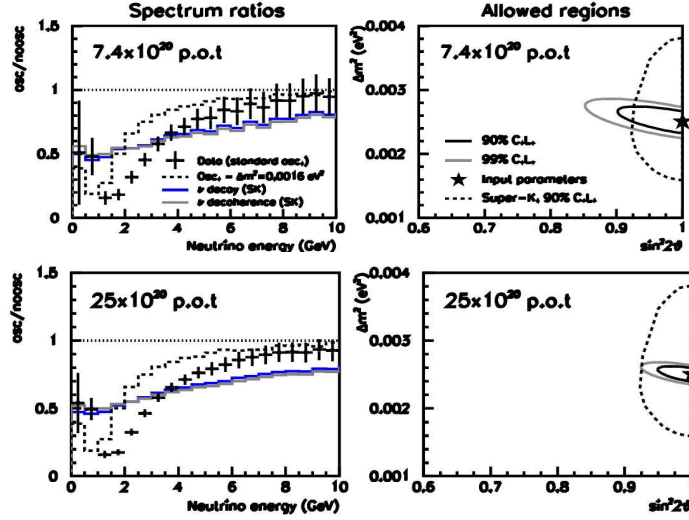 Spectrum ratios
Allowed regions
osc/noosc
1.5
1
0.5
0
7.4x10²⁰ p.o.t
Data (standard osc.)
Osc. - Δm²=0.0016 eV²
ν decay (SK)
ν decoherence (SK)
0 2 4 6 8 10
Neutrino energy (GeV)
Δm² (eV²)
0.004
0.003
0.002
0.001
7.4x10²⁰ p.o.t
90% C.L.
99% C.L.
Input parameters
Super-K, 90% C.L.
0.6 0.7 0.8 0.9 1
sin²2θ
osc/noosc
1.5
1
0.5
0
25x10²⁰ p.o.t
0 2 4 6 8 10
Neutrino energy (GeV)
Δm² (eV²)
0.004
0.003
0.002
0.001
25x10²⁰ p.o.t
0.6 0.7 0.8 0.9
sin²2θ